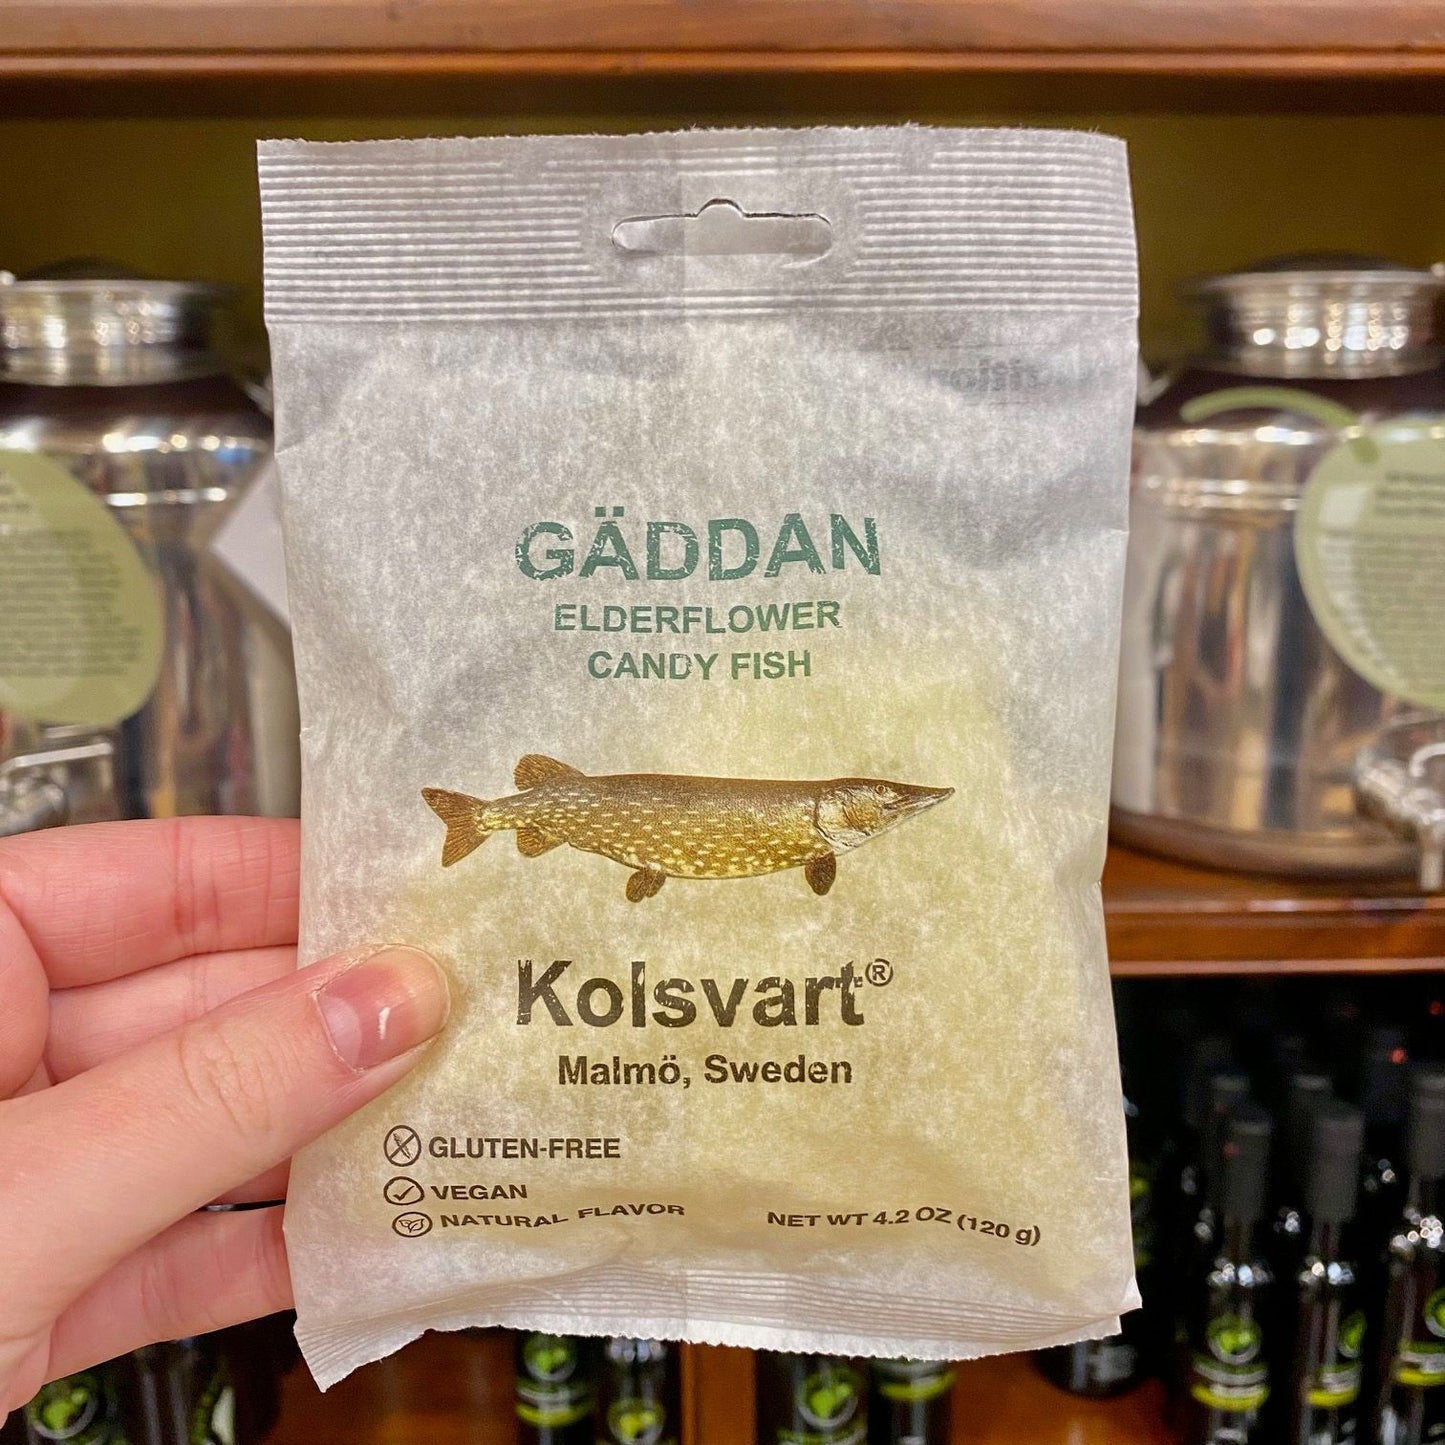 GÄDDAN
ELDERFLOWER
CANDY FISH
Kolsvart®
Malmö, Sweden
GLUTEN-FREE
VEGAN
NATURAL FLAVOR
NET WT 4.2 OZ (120 g)